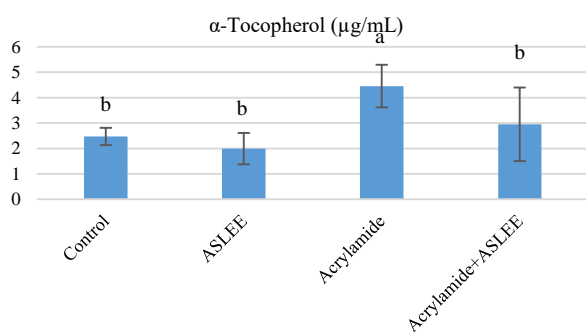 α-Tocopherol (µg/mL)
6
5
4
3
2
1
0
b
b
a
b
Control
ASLEE
Acrylamide
Acrylamide+ASLEE